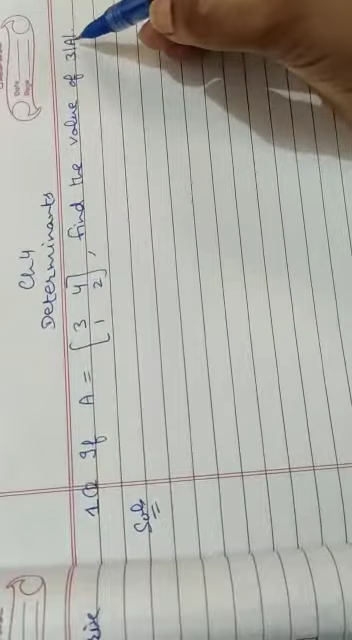 Ch 4
Determinants
1Q If A = [3 4
1 2], find the value of 3|A|.
Sol